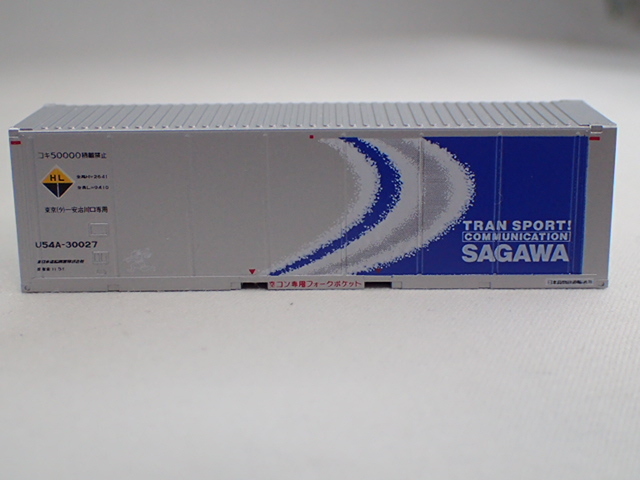 コキ50000積載禁止
HL
東京(タ)-安治川口専用
U54A-30027
空コン専用フォークポケット
TRAN SPORT!
COMMUNICATION
SAGAWA